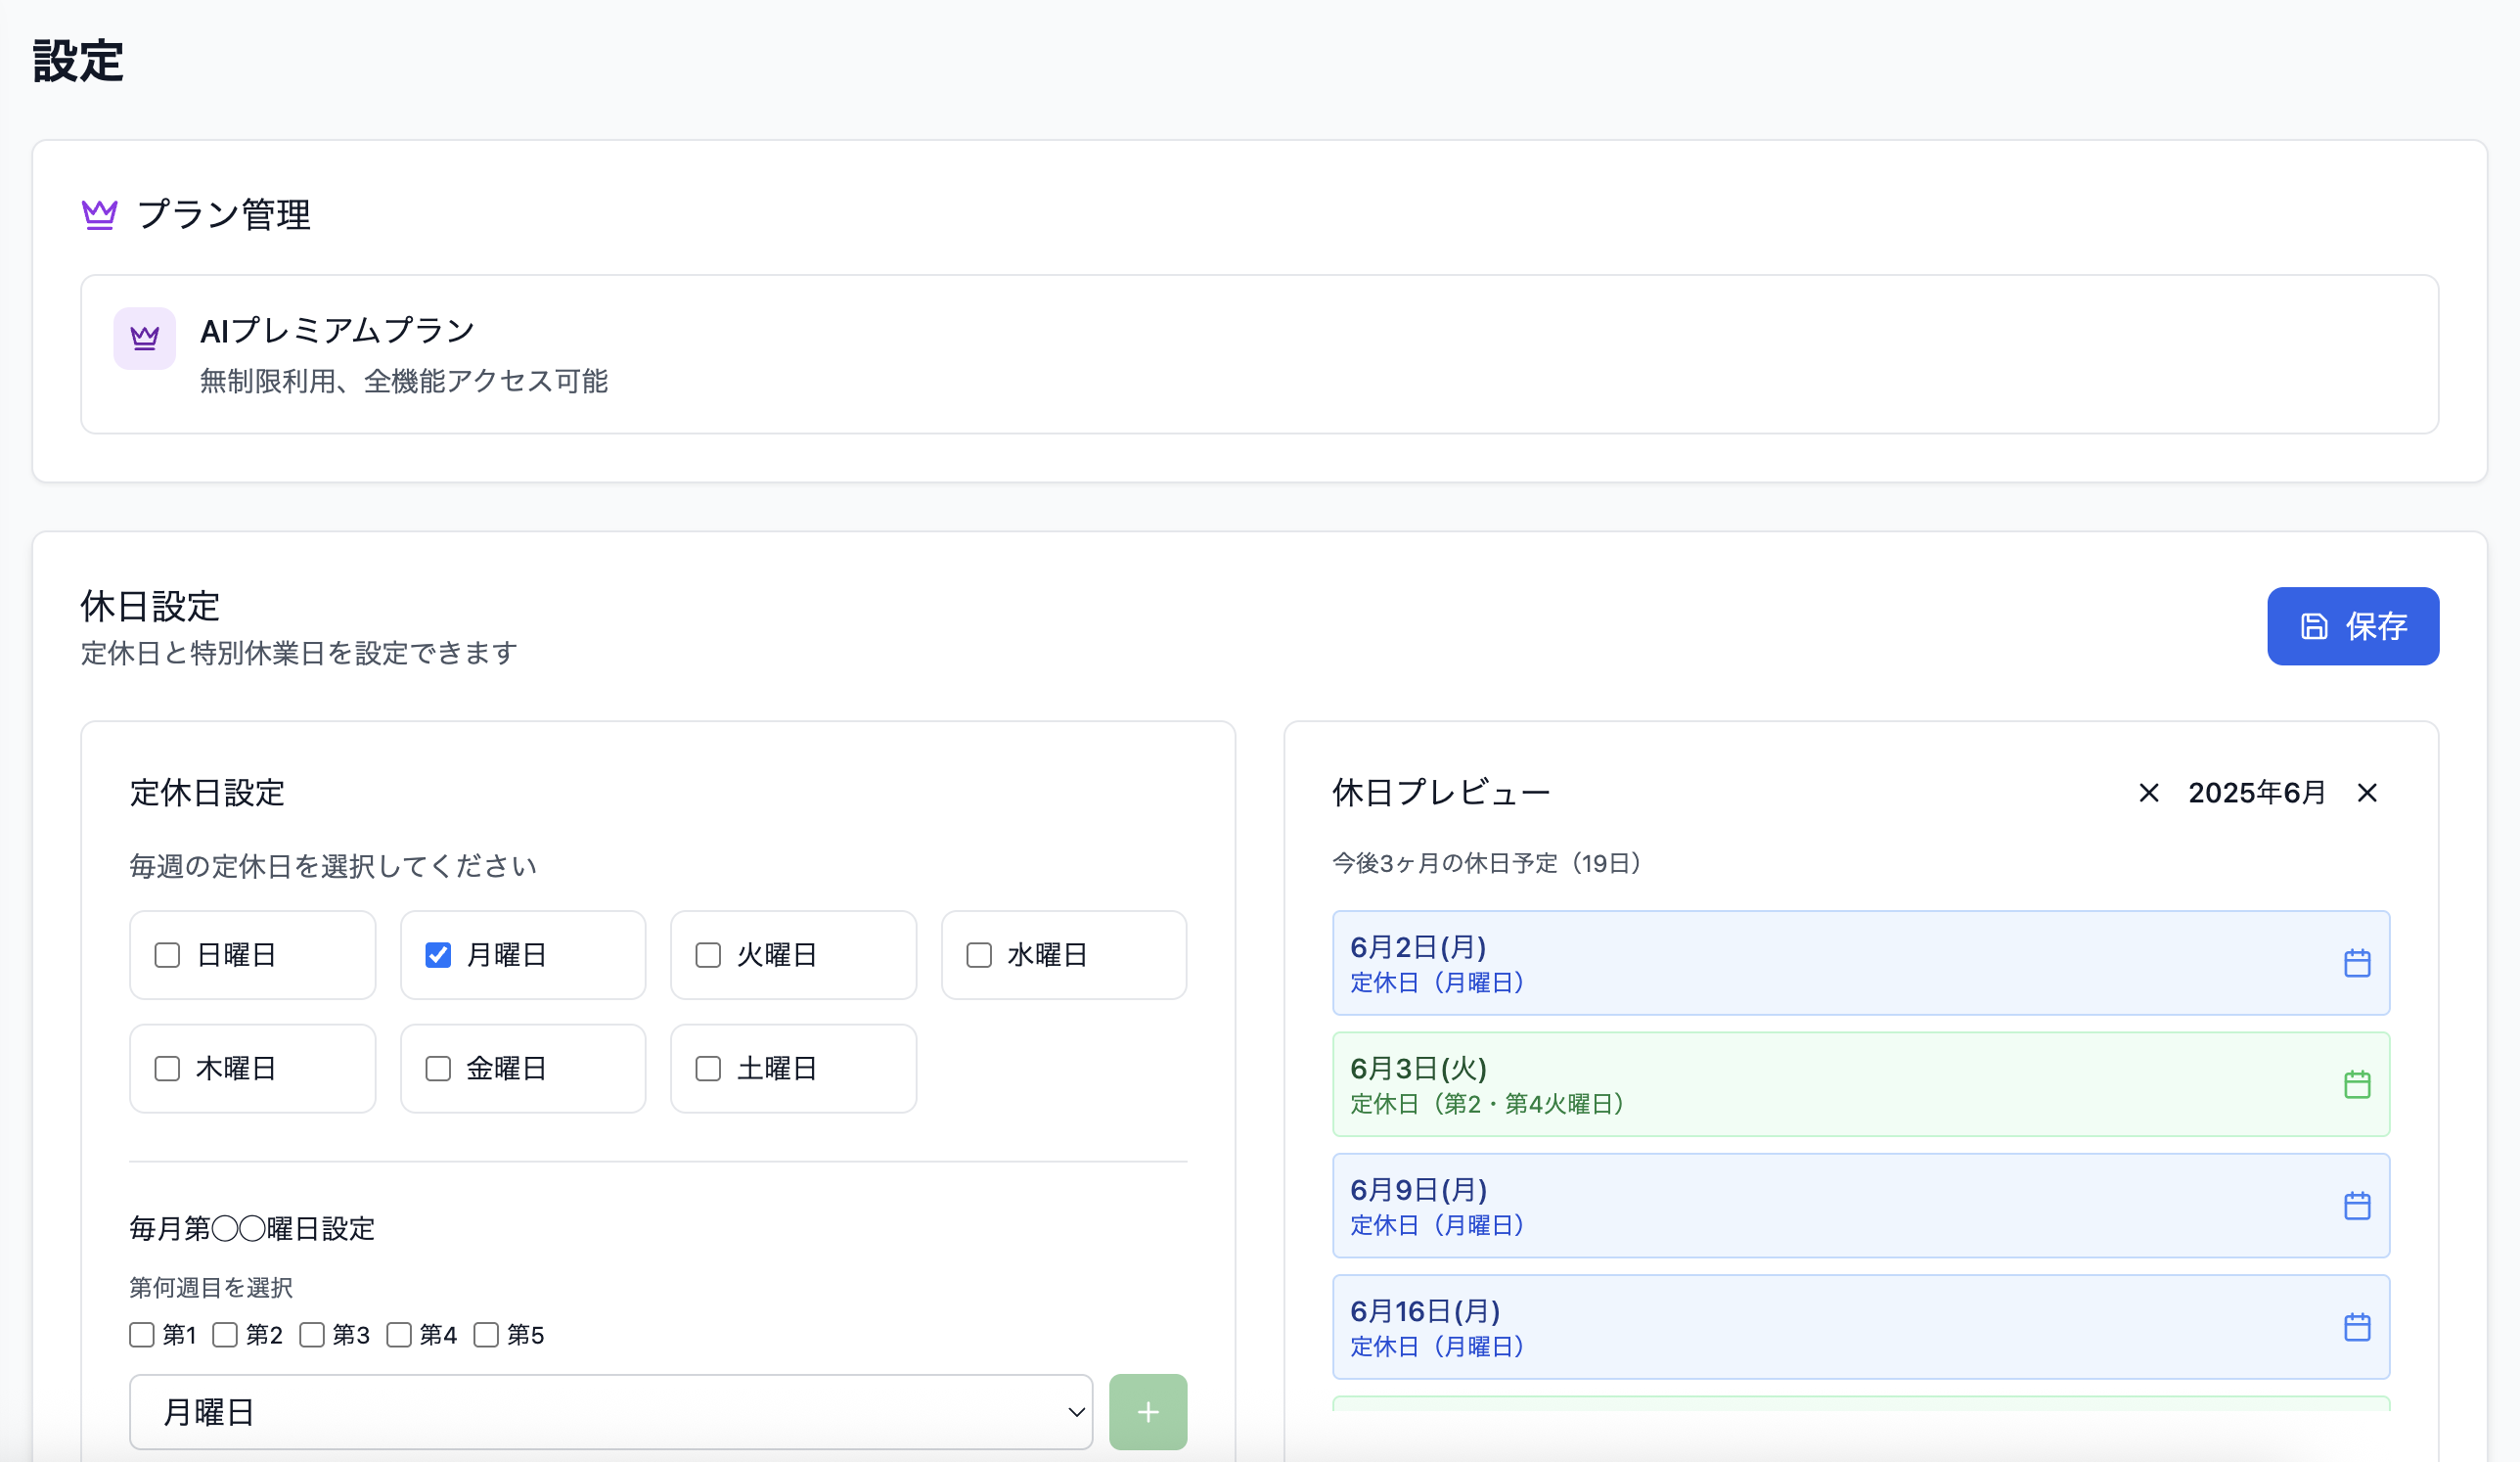 設定
プラン管理
AIプレミアムプラン
無制限利用、全機能アクセス可能
休日設定
定休日と特別休業日を設定できます
保存
定休日設定
毎週の定休日を選択してください
日曜日
月曜日
火曜日
水曜日
木曜日
金曜日
土曜日
毎月第◯◯曜日設定
第何週目を選択
第1 第2 第3 第4 第5
月曜日
休日プレビュー
2025年6月
今後3ヶ月の休日予定（19日）
6月2日(月)
定休日（月曜日）
6月3日(火)
定休日（第2・第4火曜日）
6月9日(月)
定休日（月曜日）
6月16日(月)
定休日（月曜日）